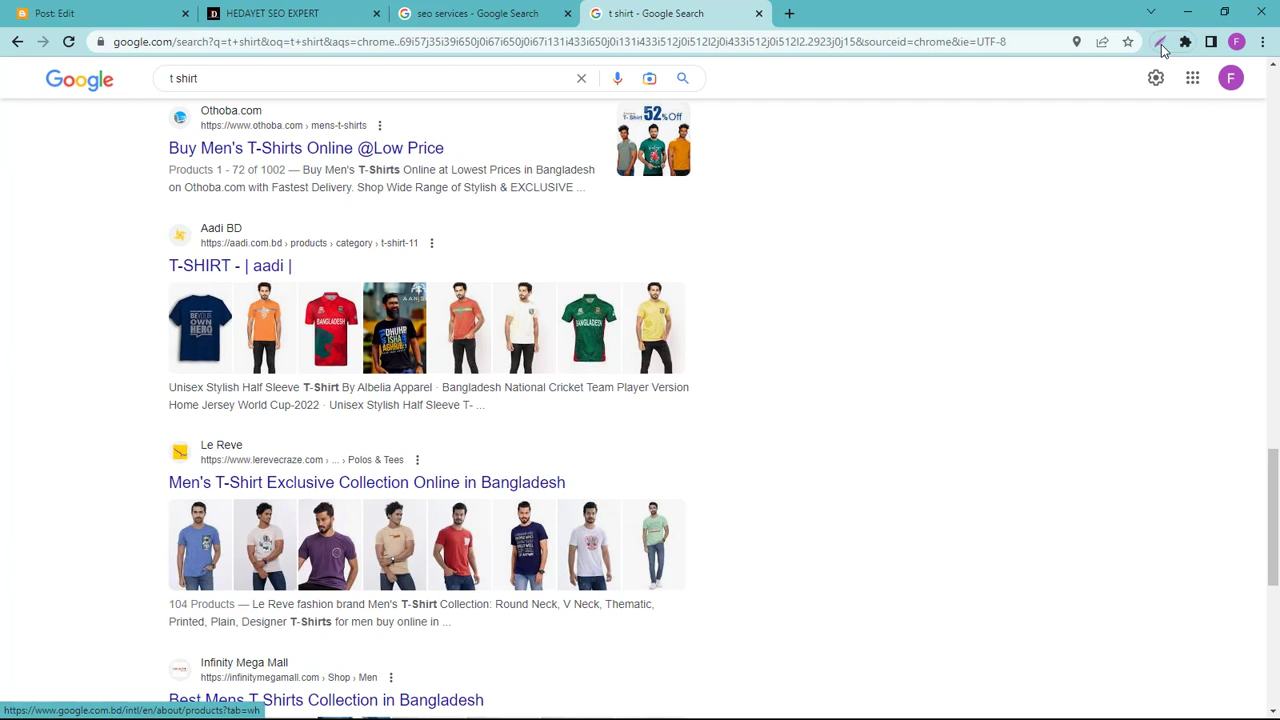 Post: Edit
HEDAYET SEO EXPERT
seo services - Google Search
t shirt - Google Search
google.com/search?q=t+shirt&oq=t+shirt&aqs=chrome..69i57j35i39i650j0i67i650j0i67i131i433i650j0i131i433i512j0i512l2j0i433i512j0i512l2.2923j0j15&sourceid=chrome&ie=UTF-8
F
Google
t shirt
F
Othoba.com
https://www.othoba.com › mens-t-shirts
Buy Men's T-Shirts Online @Low Price
Products 1 - 72 of 1002 — Buy Men's T-Shirts Online at Lowest Prices in Bangladesh
on Othoba.com with Fastest Delivery. Shop Wide Range of Stylish & EXCLUSIVE ...
52%Off
Aadi BD
https://aadi.com.bd › products › category › t-shirt-11
T-SHIRT - | aadi |
BE YOUR
OWN
HERO
BANGLADESH
BANGLADESH
Unisex Stylish Half Sleeve T-Shirt By Albelia Apparel · Bangladesh National Cricket Team Player Version
Home Jersey World Cup-2022 · Unisex Stylish Half Sleeve T- ...
Le Reve
https://www.lerevecraze.com › ... › Polos & Tees
Men's T-Shirt Exclusive Collection Online in Bangladesh
104 Products — Le Reve fashion brand Men's T-Shirt Collection: Round Neck, V Neck, Thematic,
Printed, Plain, Designer T-Shirts for men buy online in ...
Infinity Mega Mall
https://infinitymegamall.com › Shop › Men
Best Mens T Shirts Collection in Bangladesh
https://www.google.com.bd/intl/en/about/products?tab=wh